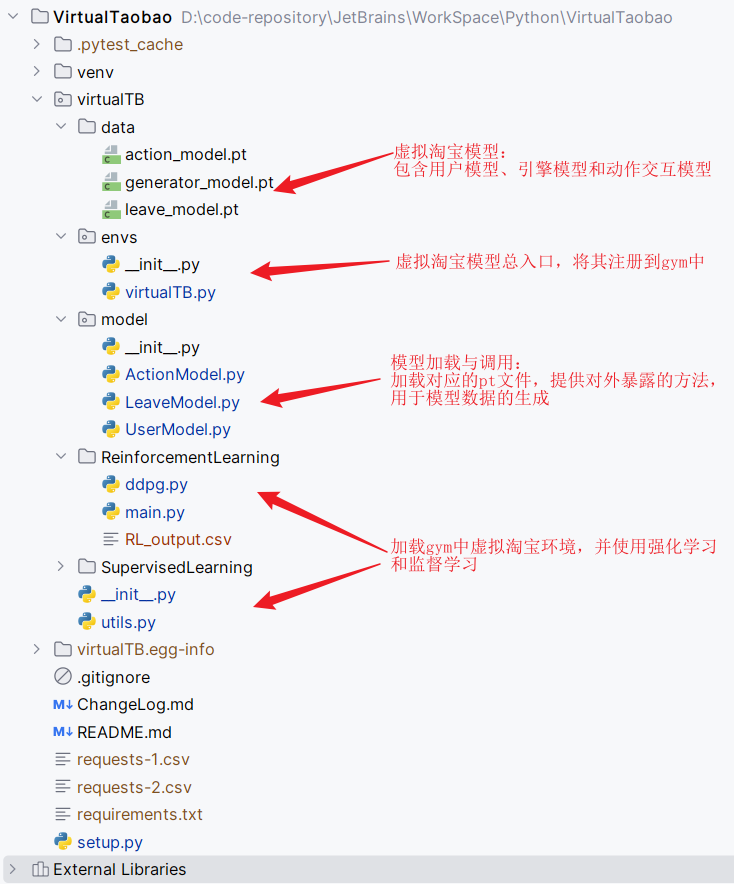 VirtualTaobao D:\code-repository\JetBrains\WorkSpace\Python\VirtualTaobao
.pytest_cache
venv
virtualTB
data
action_model.pt
generator_model.pt
leave_model.pt
虚拟淘宝模型：
包含用户模型、引擎模型和动作交互模型
envs
__init__.py
virtualTB.py
虚拟淘宝模型总入口，将其注册到gym中
model
__init__.py
ActionModel.py
LeaveModel.py
UserModel.py
模型加载与调用：
加载对应的pt文件，提供对外暴露的方法，
用于模型数据的生成
ReinforcementLearning
ddpg.py
main.py
RL_output.csv
加载gym中虚拟淘宝环境，并使用强化学习
和监督学习
SupervisedLearning
__init__.py
utils.py
virtualTB.egg-info
.gitignore
M↓ ChangeLog.md
M↓ README.md
requests-1.csv
requests-2.csv
requirements.txt
setup.py
External Libraries